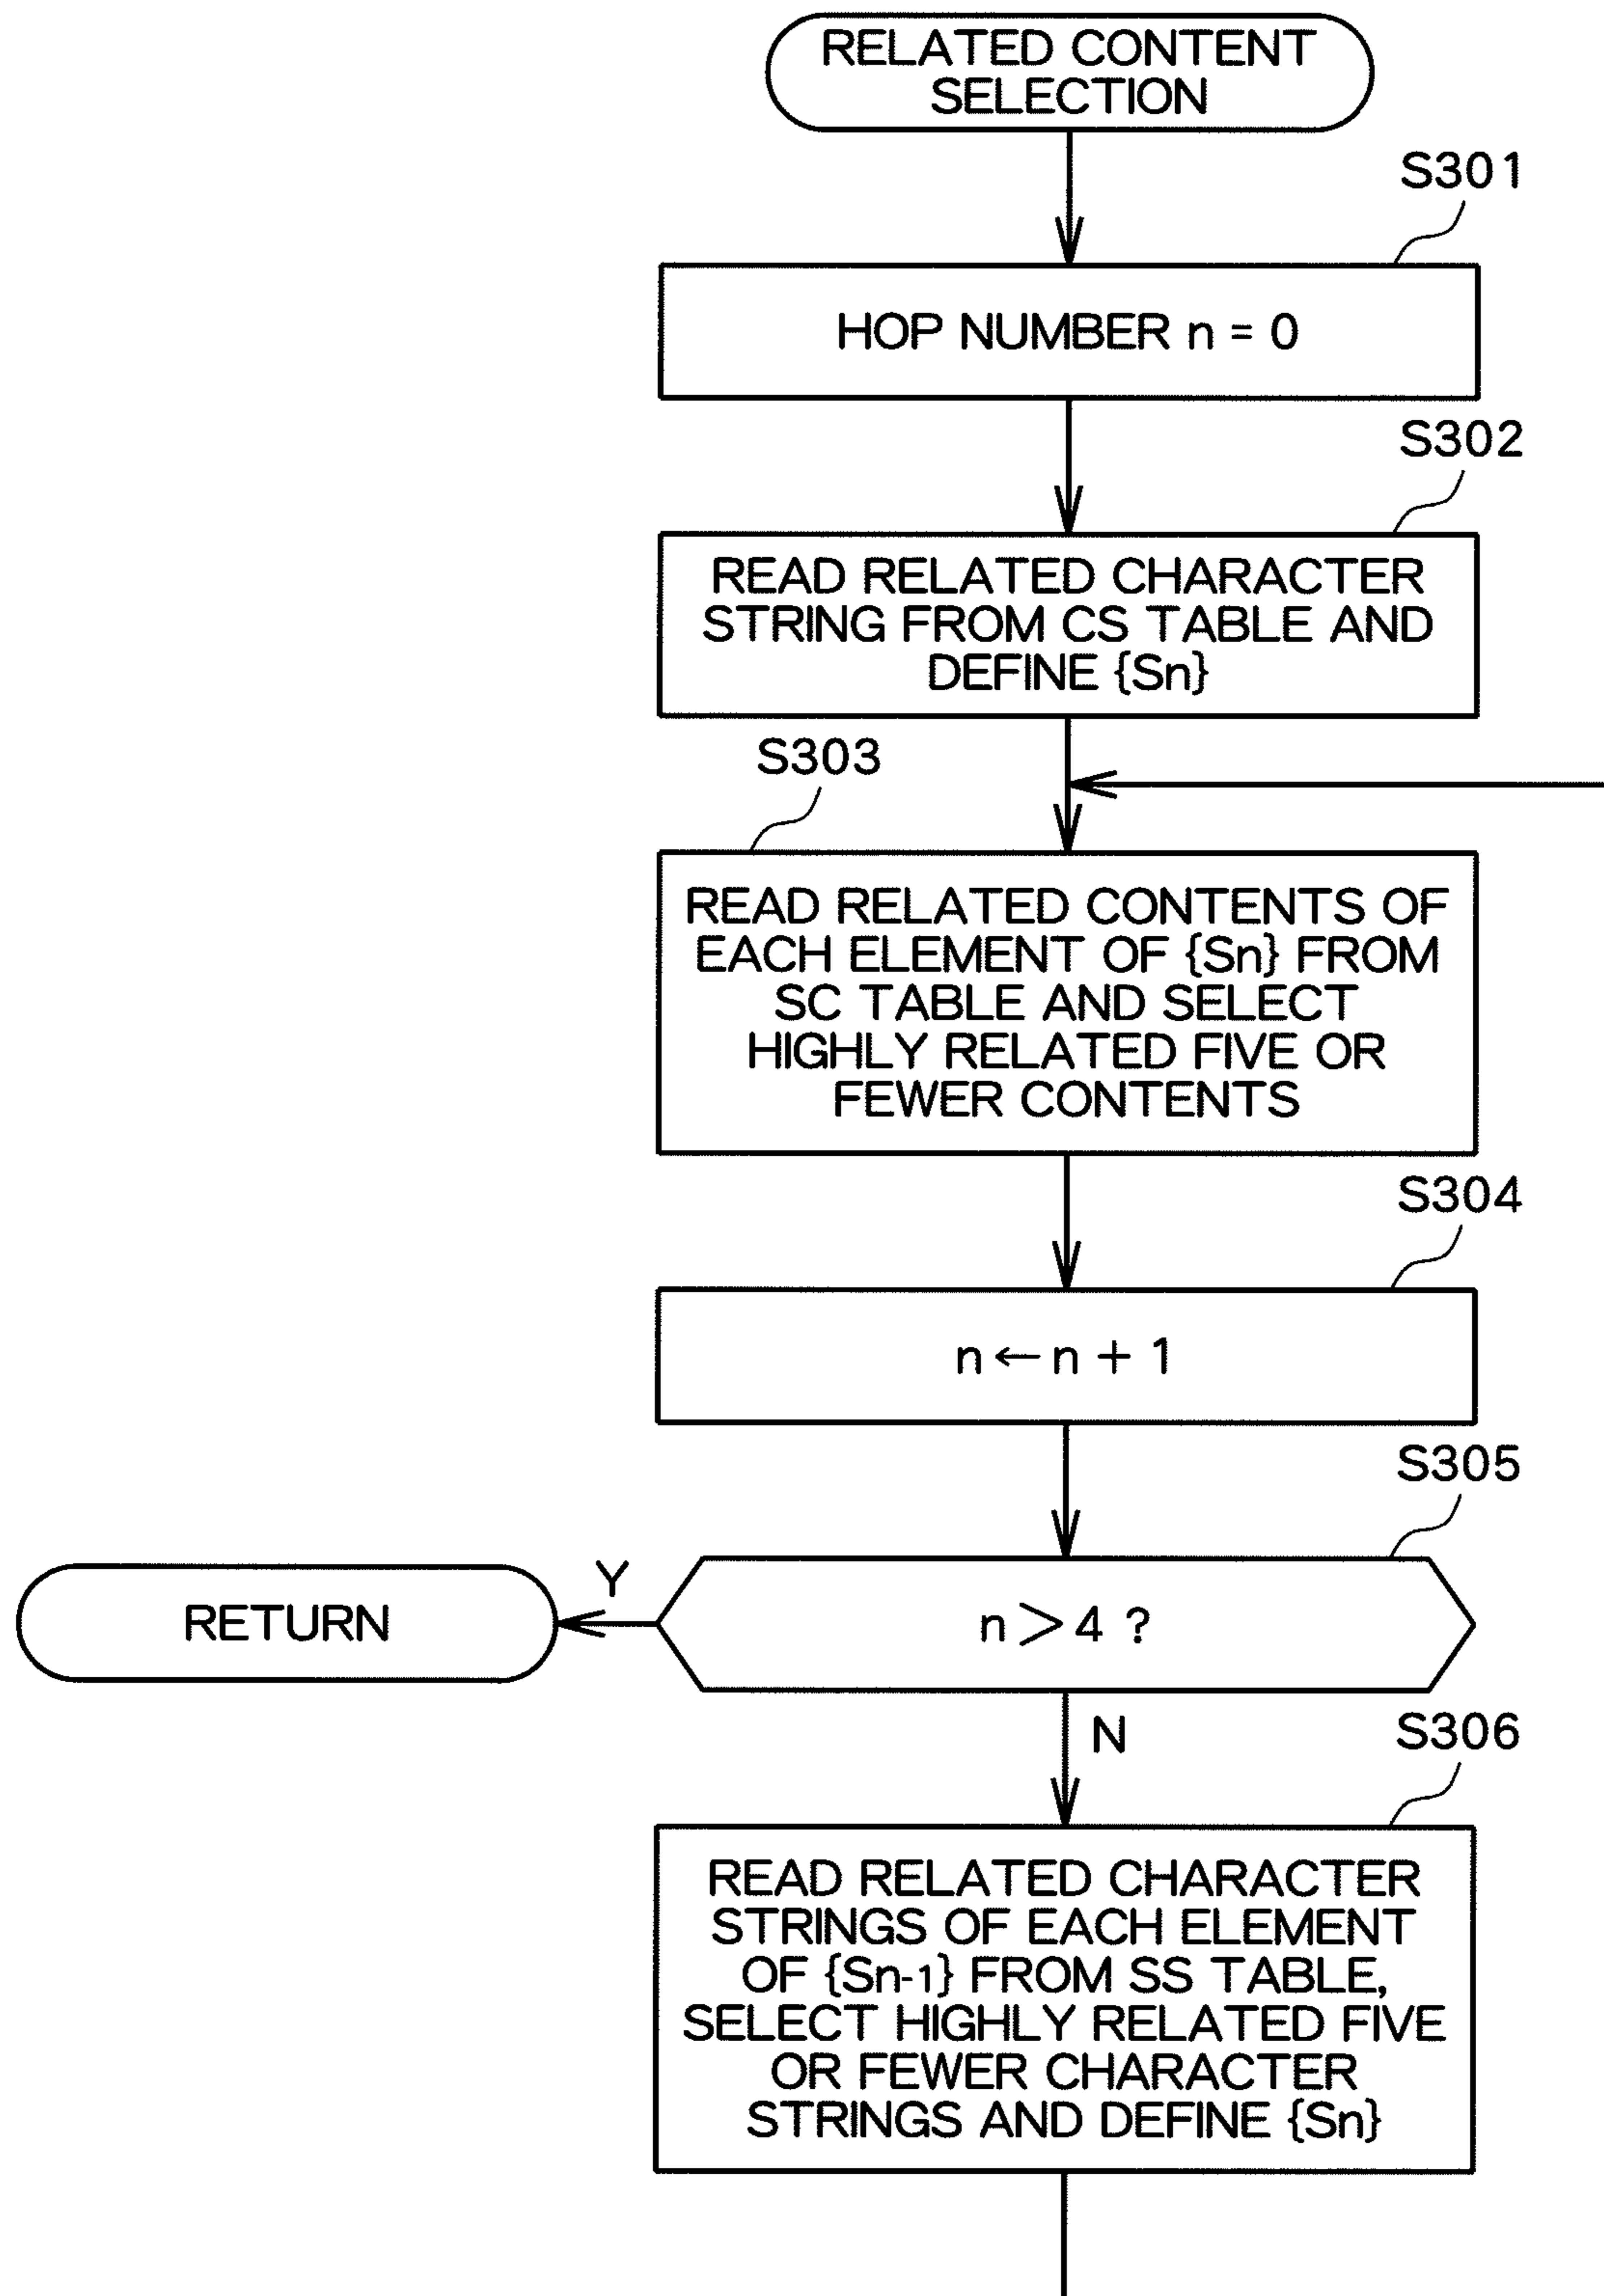 RELATED CONTENT
SELECTION
S301
HOP NUMBER n = 0
S302
READ RELATED CHARACTER
STRING FROM CS TABLE AND
DEFINE {Sn}
S303
READ RELATED CONTENTS OF
EACH ELEMENT OF {Sn} FROM
SC TABLE AND SELECT
HIGHLY RELATED FIVE OR
FEWER CONTENTS
S304
n ← n + 1
S305
Y
RETURN
n > 4 ?
N
S306
READ RELATED CHARACTER
STRINGS OF EACH ELEMENT
OF {Sn-1} FROM SS TABLE,
SELECT HIGHLY RELATED FIVE
OR FEWER CHARACTER
STRINGS AND DEFINE {Sn}